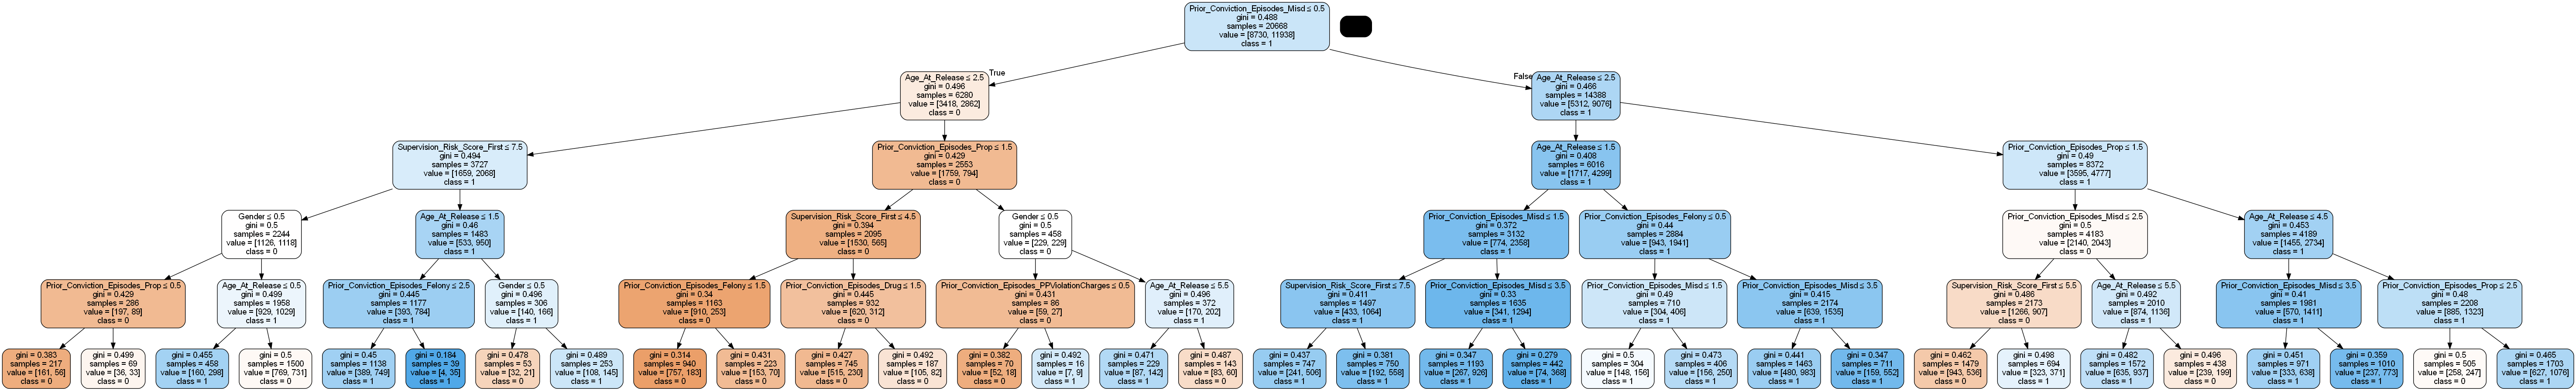 Prior_Conviction_Episodes_Misd ≤ 0.5
gini = 0.488
samples = 20668
value = [8730, 11938]
class = 1
True
False
Age_At_Release ≤ 2.5
gini = 0.496
samples = 6280
value = [3418, 2862]
class = 0
Age_At_Release ≤ 2.5
gini = 0.466
samples = 14388
value = [5312, 9076]
class = 1
Supervision_Risk_Score_First ≤ 7.5
gini = 0.494
samples = 3727
value = [1659, 2068]
class = 1
Prior_Conviction_Episodes_Prop ≤ 1.5
gini = 0.429
samples = 2553
value = [1759, 794]
class = 0
Age_At_Release ≤ 1.5
gini = 0.408
samples = 6016
value = [1717, 4299]
class = 1
Prior_Conviction_Episodes_Prop ≤ 1.5
gini = 0.49
samples = 8372
value = [3595, 4777]
class = 1
Gender ≤ 0.5
gini = 0.5
samples = 2244
value = [1126, 1118]
class = 0
Age_At_Release ≤ 1.5
gini = 0.46
samples = 1483
value = [533, 950]
class = 1
Supervision_Risk_Score_First ≤ 4.5
gini = 0.394
samples = 2095
value = [1530, 565]
class = 0
Gender ≤ 0.5
gini = 0.5
samples = 458
value = [229, 229]
class = 0
Prior_Conviction_Episodes_Misd ≤ 1.5
gini = 0.372
samples = 3132
value = [774, 2358]
class = 1
Prior_Conviction_Episodes_Felony ≤ 0.5
gini = 0.44
samples = 2884
value = [943, 1941]
class = 1
Prior_Conviction_Episodes_Misd ≤ 2.5
gini = 0.5
samples = 4183
value = [2140, 2043]
class = 0
Age_At_Release ≤ 4.5
gini = 0.453
samples = 4189
value = [1455, 2734]
class = 1
Prior_Conviction_Episodes_Prop ≤ 0.5
gini = 0.429
samples = 286
value = [197, 89]
class = 0
Age_At_Release ≤ 0.5
gini = 0.499
samples = 1958
value = [929, 1029]
class = 1
Prior_Conviction_Episodes_Felony ≤ 2.5
gini = 0.445
samples = 1177
value = [393, 784]
class = 1
Gender ≤ 0.5
gini = 0.496
samples = 306
value = [140, 166]
class = 1
Prior_Conviction_Episodes_Felony ≤ 1.5
gini = 0.34
samples = 1163
value = [910, 253]
class = 0
Prior_Conviction_Episodes_Drug ≤ 1.5
gini = 0.445
samples = 932
value = [620, 312]
class = 0
Prior_Conviction_Episodes_PPViolationCharges ≤ 0.5
gini = 0.431
samples = 86
value = [59, 27]
class = 0
Age_At_Release ≤ 5.5
gini = 0.496
samples = 372
value = [170, 202]
class = 1
Supervision_Risk_Score_First ≤ 7.5
gini = 0.411
samples = 1497
value = [433, 1064]
class = 1
Prior_Conviction_Episodes_Misd ≤ 3.5
gini = 0.33
samples = 1635
value = [341, 1294]
class = 1
Prior_Conviction_Episodes_Misd ≤ 1.5
gini = 0.49
samples = 710
value = [304, 406]
class = 1
Prior_Conviction_Episodes_Misd ≤ 3.5
gini = 0.415
samples = 2174
value = [639, 1535]
class = 1
Supervision_Risk_Score_First ≤ 5.5
gini = 0.486
samples = 2173
value = [1266, 907]
class = 0
Age_At_Release ≤ 5.5
gini = 0.492
samples = 2010
value = [874, 1136]
class = 1
Prior_Conviction_Episodes_Misd ≤ 3.5
gini = 0.41
samples = 1981
value = [570, 1411]
class = 1
Prior_Conviction_Episodes_Prop ≤ 2.5
gini = 0.48
samples = 2208
value = [885, 1323]
class = 1
gini = 0.383
samples = 217
value = [161, 56]
class = 0
gini = 0.499
samples = 69
value = [36, 33]
class = 0
gini = 0.455
samples = 458
value = [160, 298]
class = 1
gini = 0.5
samples = 1500
value = [769, 731]
class = 0
gini = 0.45
samples = 1138
value = [389, 749]
class = 1
gini = 0.184
samples = 39
value = [4, 35]
class = 1
gini = 0.478
samples = 53
value = [32, 21]
class = 0
gini = 0.489
samples = 253
value = [108, 145]
class = 1
gini = 0.314
samples = 940
value = [757, 183]
class = 0
gini = 0.431
samples = 223
value = [153, 70]
class = 0
gini = 0.427
samples = 745
value = [515, 230]
class = 0
gini = 0.492
samples = 187
value = [105, 82]
class = 0
gini = 0.382
samples = 70
value = [52, 18]
class = 0
gini = 0.492
samples = 16
value = [7, 9]
class = 1
gini = 0.471
samples = 229
value = [87, 142]
class = 1
gini = 0.487
samples = 143
value = [83, 60]
class = 0
gini = 0.437
samples = 747
value = [241, 506]
class = 1
gini = 0.381
samples = 750
value = [192, 558]
class = 1
gini = 0.347
samples = 1193
value = [267, 926]
class = 1
gini = 0.279
samples = 442
value = [74, 368]
class = 1
gini = 0.5
samples = 304
value = [148, 156]
class = 1
gini = 0.473
samples = 406
value = [156, 250]
class = 1
gini = 0.441
samples = 1463
value = [480, 983]
class = 1
gini = 0.347
samples = 711
value = [159, 552]
class = 1
gini = 0.462
samples = 1479
value = [943, 536]
class = 0
gini = 0.498
samples = 694
value = [323, 371]
class = 1
gini = 0.482
samples = 1572
value = [635, 937]
class = 1
gini = 0.496
samples = 438
value = [239, 199]
class = 0
gini = 0.451
samples = 971
value = [333, 638]
class = 1
gini = 0.359
samples = 1010
value = [237, 773]
class = 1
gini = 0.5
samples = 505
value = [258, 247]
class = 0
gini = 0.465
samples = 1703
value = [627, 1076]
class = 1